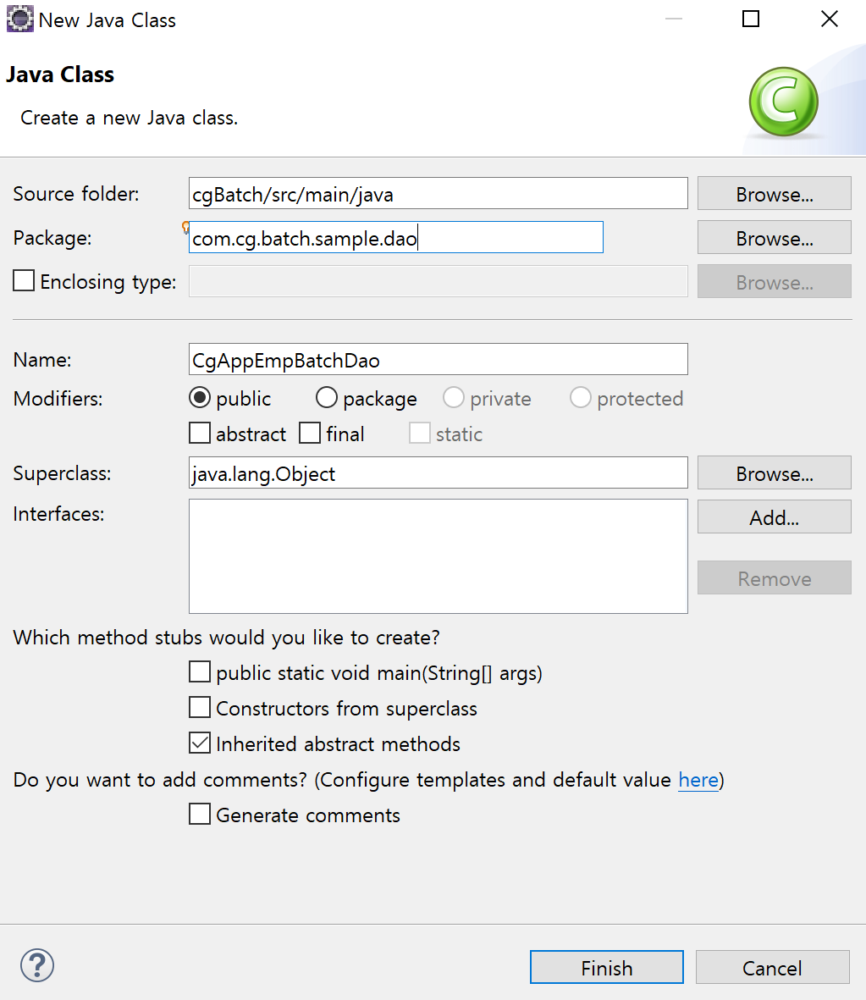 New Java Class
Java Class
Create a new Java class.
C
Source folder: cgBatch/src/main/java Browse...
Package: com.cg.batch.sample.dao Browse...
Enclosing type: Browse...
Name: CgAppEmpBatchDao
Modifiers: public package private protected
abstract final static
Superclass: java.lang.Object Browse...
Interfaces: Add...
Remove
Which method stubs would you like to create?
public static void main(String[] args)
Constructors from superclass
Inherited abstract methods
Do you want to add comments? (Configure templates and default value here)
Generate comments
? Finish Cancel